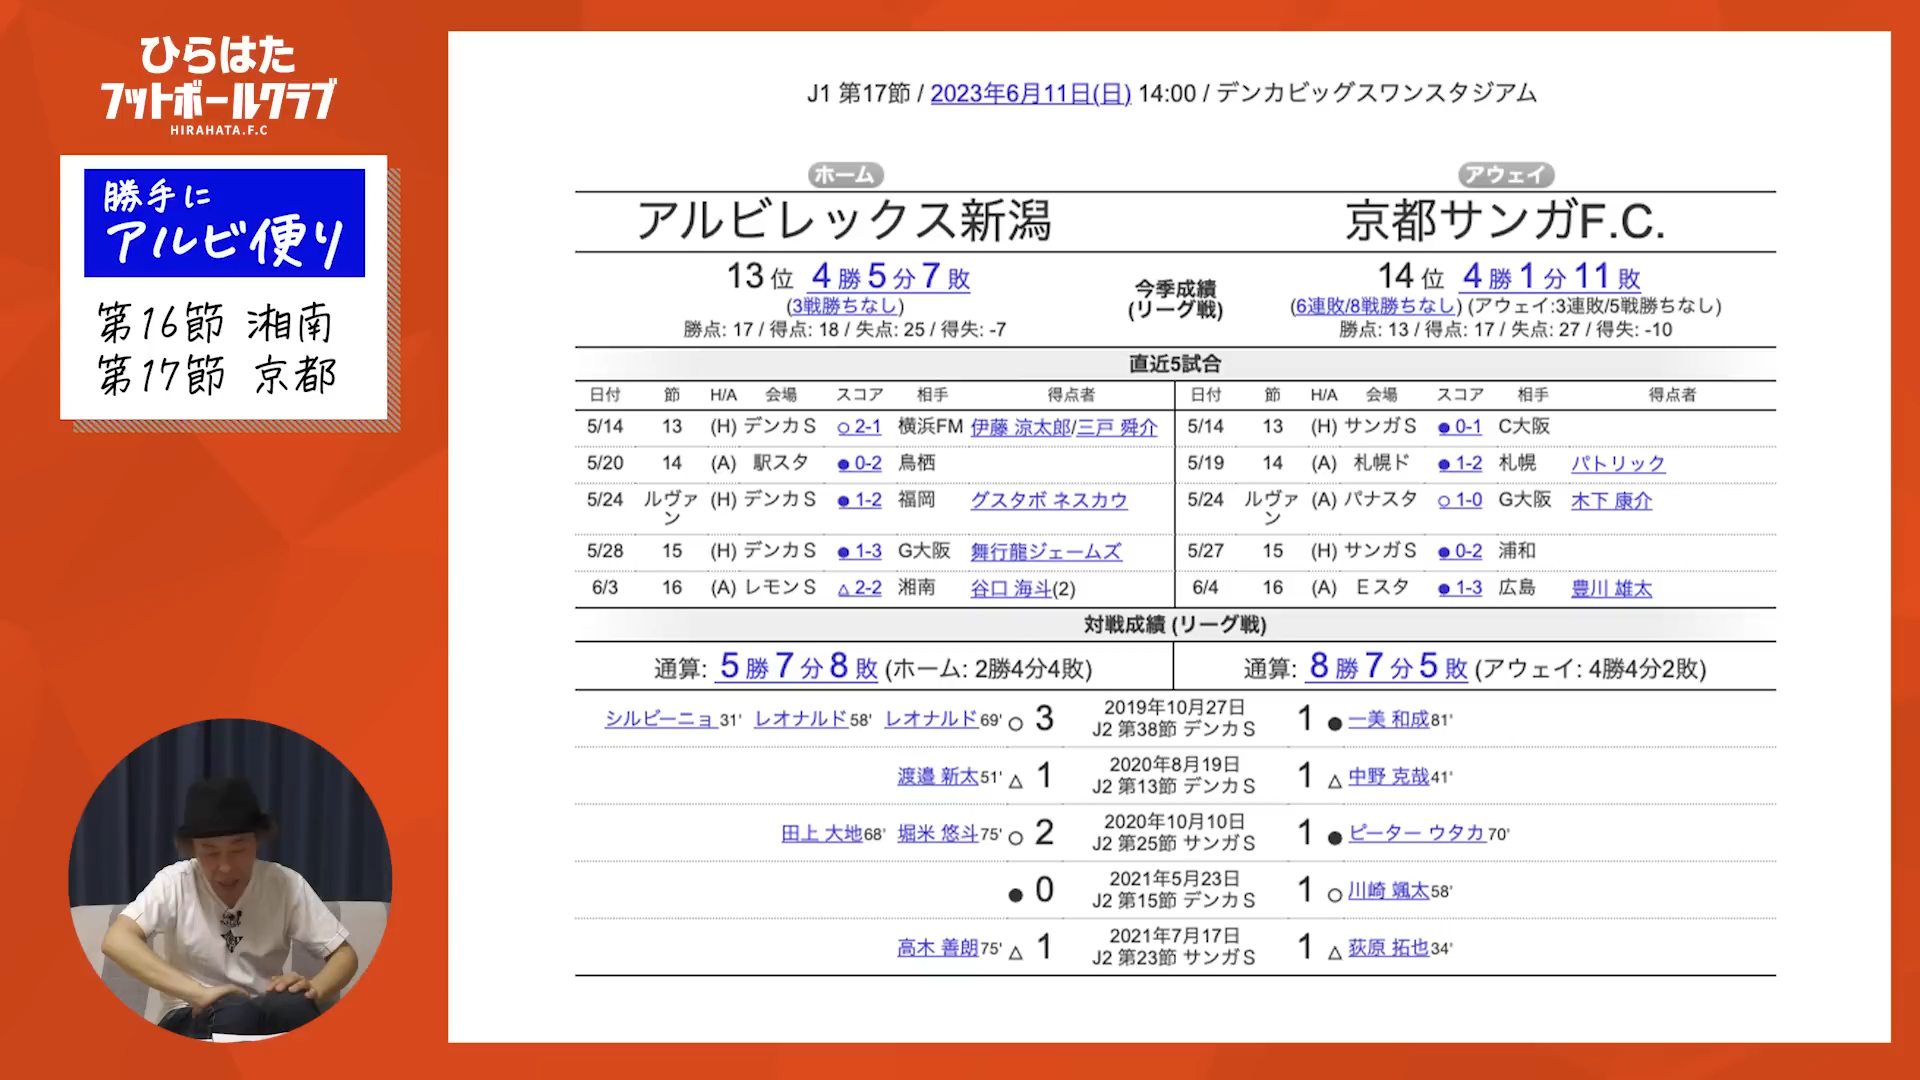 ひらはた
フットボールクラブ
HIRAHATA.F.C
勝手に
アルビ便り
第16節 湘南
第17節 京都
J1 第17節 / 2023年6月11日(日) 14:00 / デンカビッグスワンスタジアム
ホーム アウェイ
アルビレックス新潟 京都サンガF.C.
13位 4勝5分7敗 今季成績 14位 4勝1分11敗
(3戦勝ちなし) (リーグ戦) (6連敗/8戦勝ちなし) (アウェイ:3連敗/5戦勝ちなし)
勝点: 17 / 得点: 18 / 失点: 25 / 得失: -7 勝点: 13 / 得点: 17 / 失点: 27 / 得失: -10
直近5試合
日付 節 H/A 会場 スコア 相手 得点者 日付 節 H/A 会場 スコア 相手 得点者
5/14 13 (H) デンカS ○2-1 横浜FM 伊藤 涼太郎/三戸 舜介 5/14 13 (H) サンガS ●0-1 C大阪
5/20 14 (A) 駅スタ ●0-2 鳥栖 5/19 14 (A) 札幌ド ●1-2 札幌 パトリック
5/24 ルヴァン (H) デンカS ●1-2 福岡 グスタボ ネスカウ 5/24 ルヴァン (A) パナスタ ○1-0 G大阪 木下 康介
5/28 15 (H) デンカS ●1-3 G大阪 舞行龍ジェームズ 5/27 15 (H) サンガS ●0-2 浦和
6/3 16 (A) レモンS △2-2 湘南 谷口 海斗(2) 6/4 16 (A) Eスタ ●1-3 広島 豊川 雄太
対戦成績 (リーグ戦)
通算: 5勝7分8敗 (ホーム: 2勝4分4敗) 通算: 8勝7分5敗 (アウェイ: 4勝4分2敗)
シルビーニョ31' レオナルド58' レオナルド69' ○ 3 2019年10月27日 1 ● 一美 和成81'
J2 第38節 デンカS
渡邉 新太51' △ 1 2020年8月19日 1 △ 中野 克哉41'
J2 第13節 デンカS
田上 大地68' 堀米 悠斗75' ○ 2 2020年10月10日 1 ● ピーター ウタカ70'
J2 第25節 サンガS
● 0 2021年5月23日 1 ○ 川崎 颯太58'
J2 第15節 デンカS
高木 善朗75' △ 1 2021年7月17日 1 △ 荻原 拓也34'
J2 第23節 サンガS